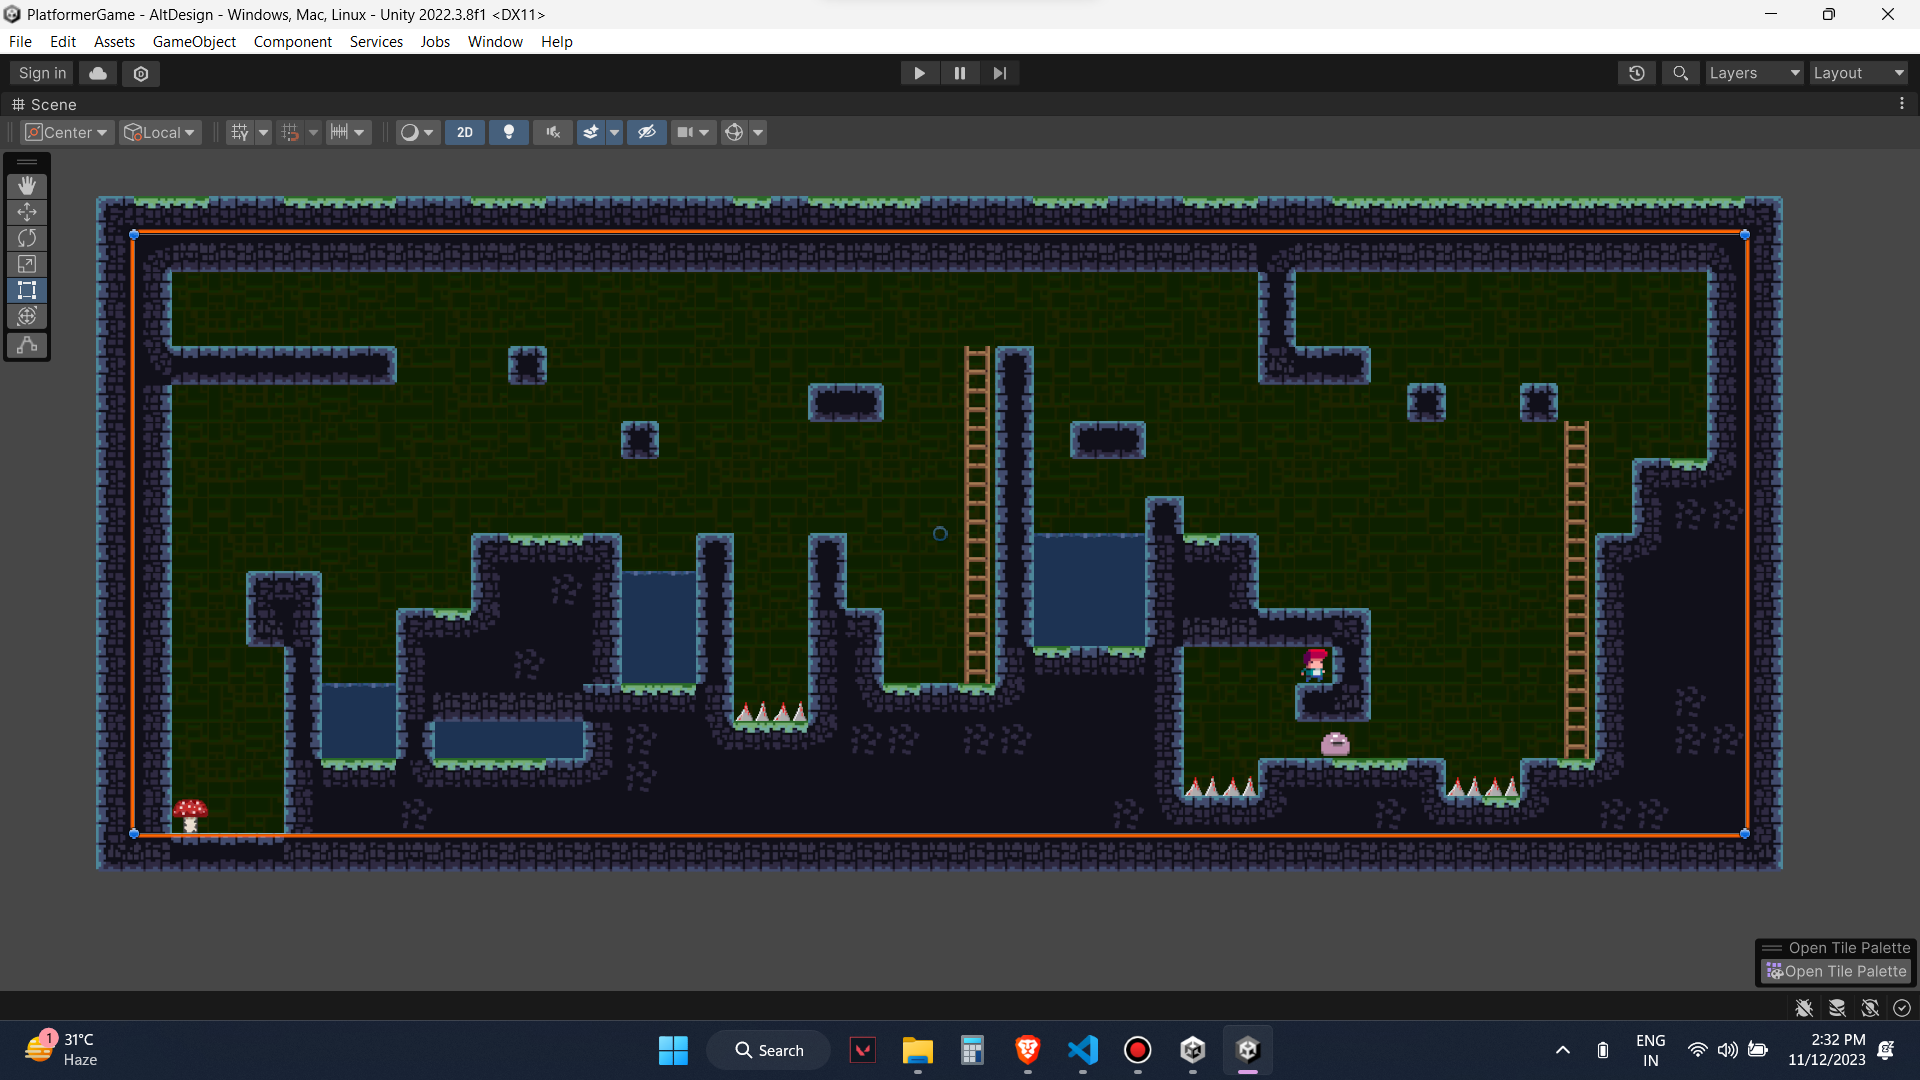 PlatformerGame - AltDesign - Windows, Mac, Linux - Unity 2022.3.8f1 <DX11>
File Edit Assets GameObject Component Services Jobs Window Help
Sign in
Layers
Layout
Scene
Center
Local
2D
Open Tile Palette
Open Tile Palette
1
31°C
Haze
Search
ENG
IN
2:32 PM
11/12/2023